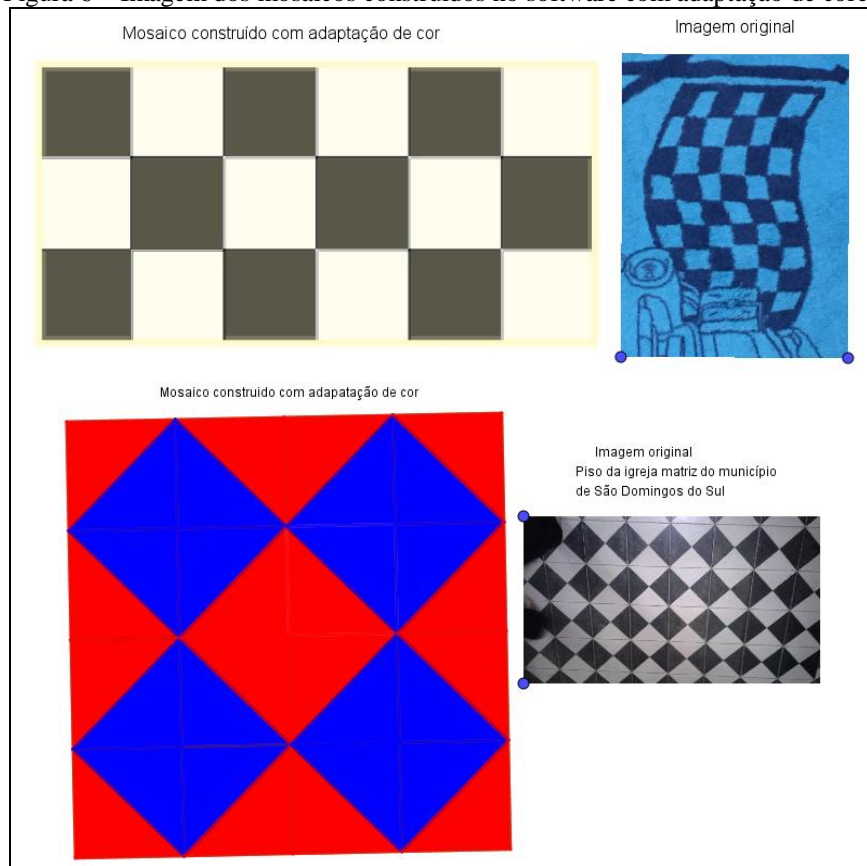 Mosaico construído com adaptação de cor
Imagem original
Mosaico construido com adapatação de cor
Imagem original
Piso da igreja matriz do município
de São Domingos do Sul